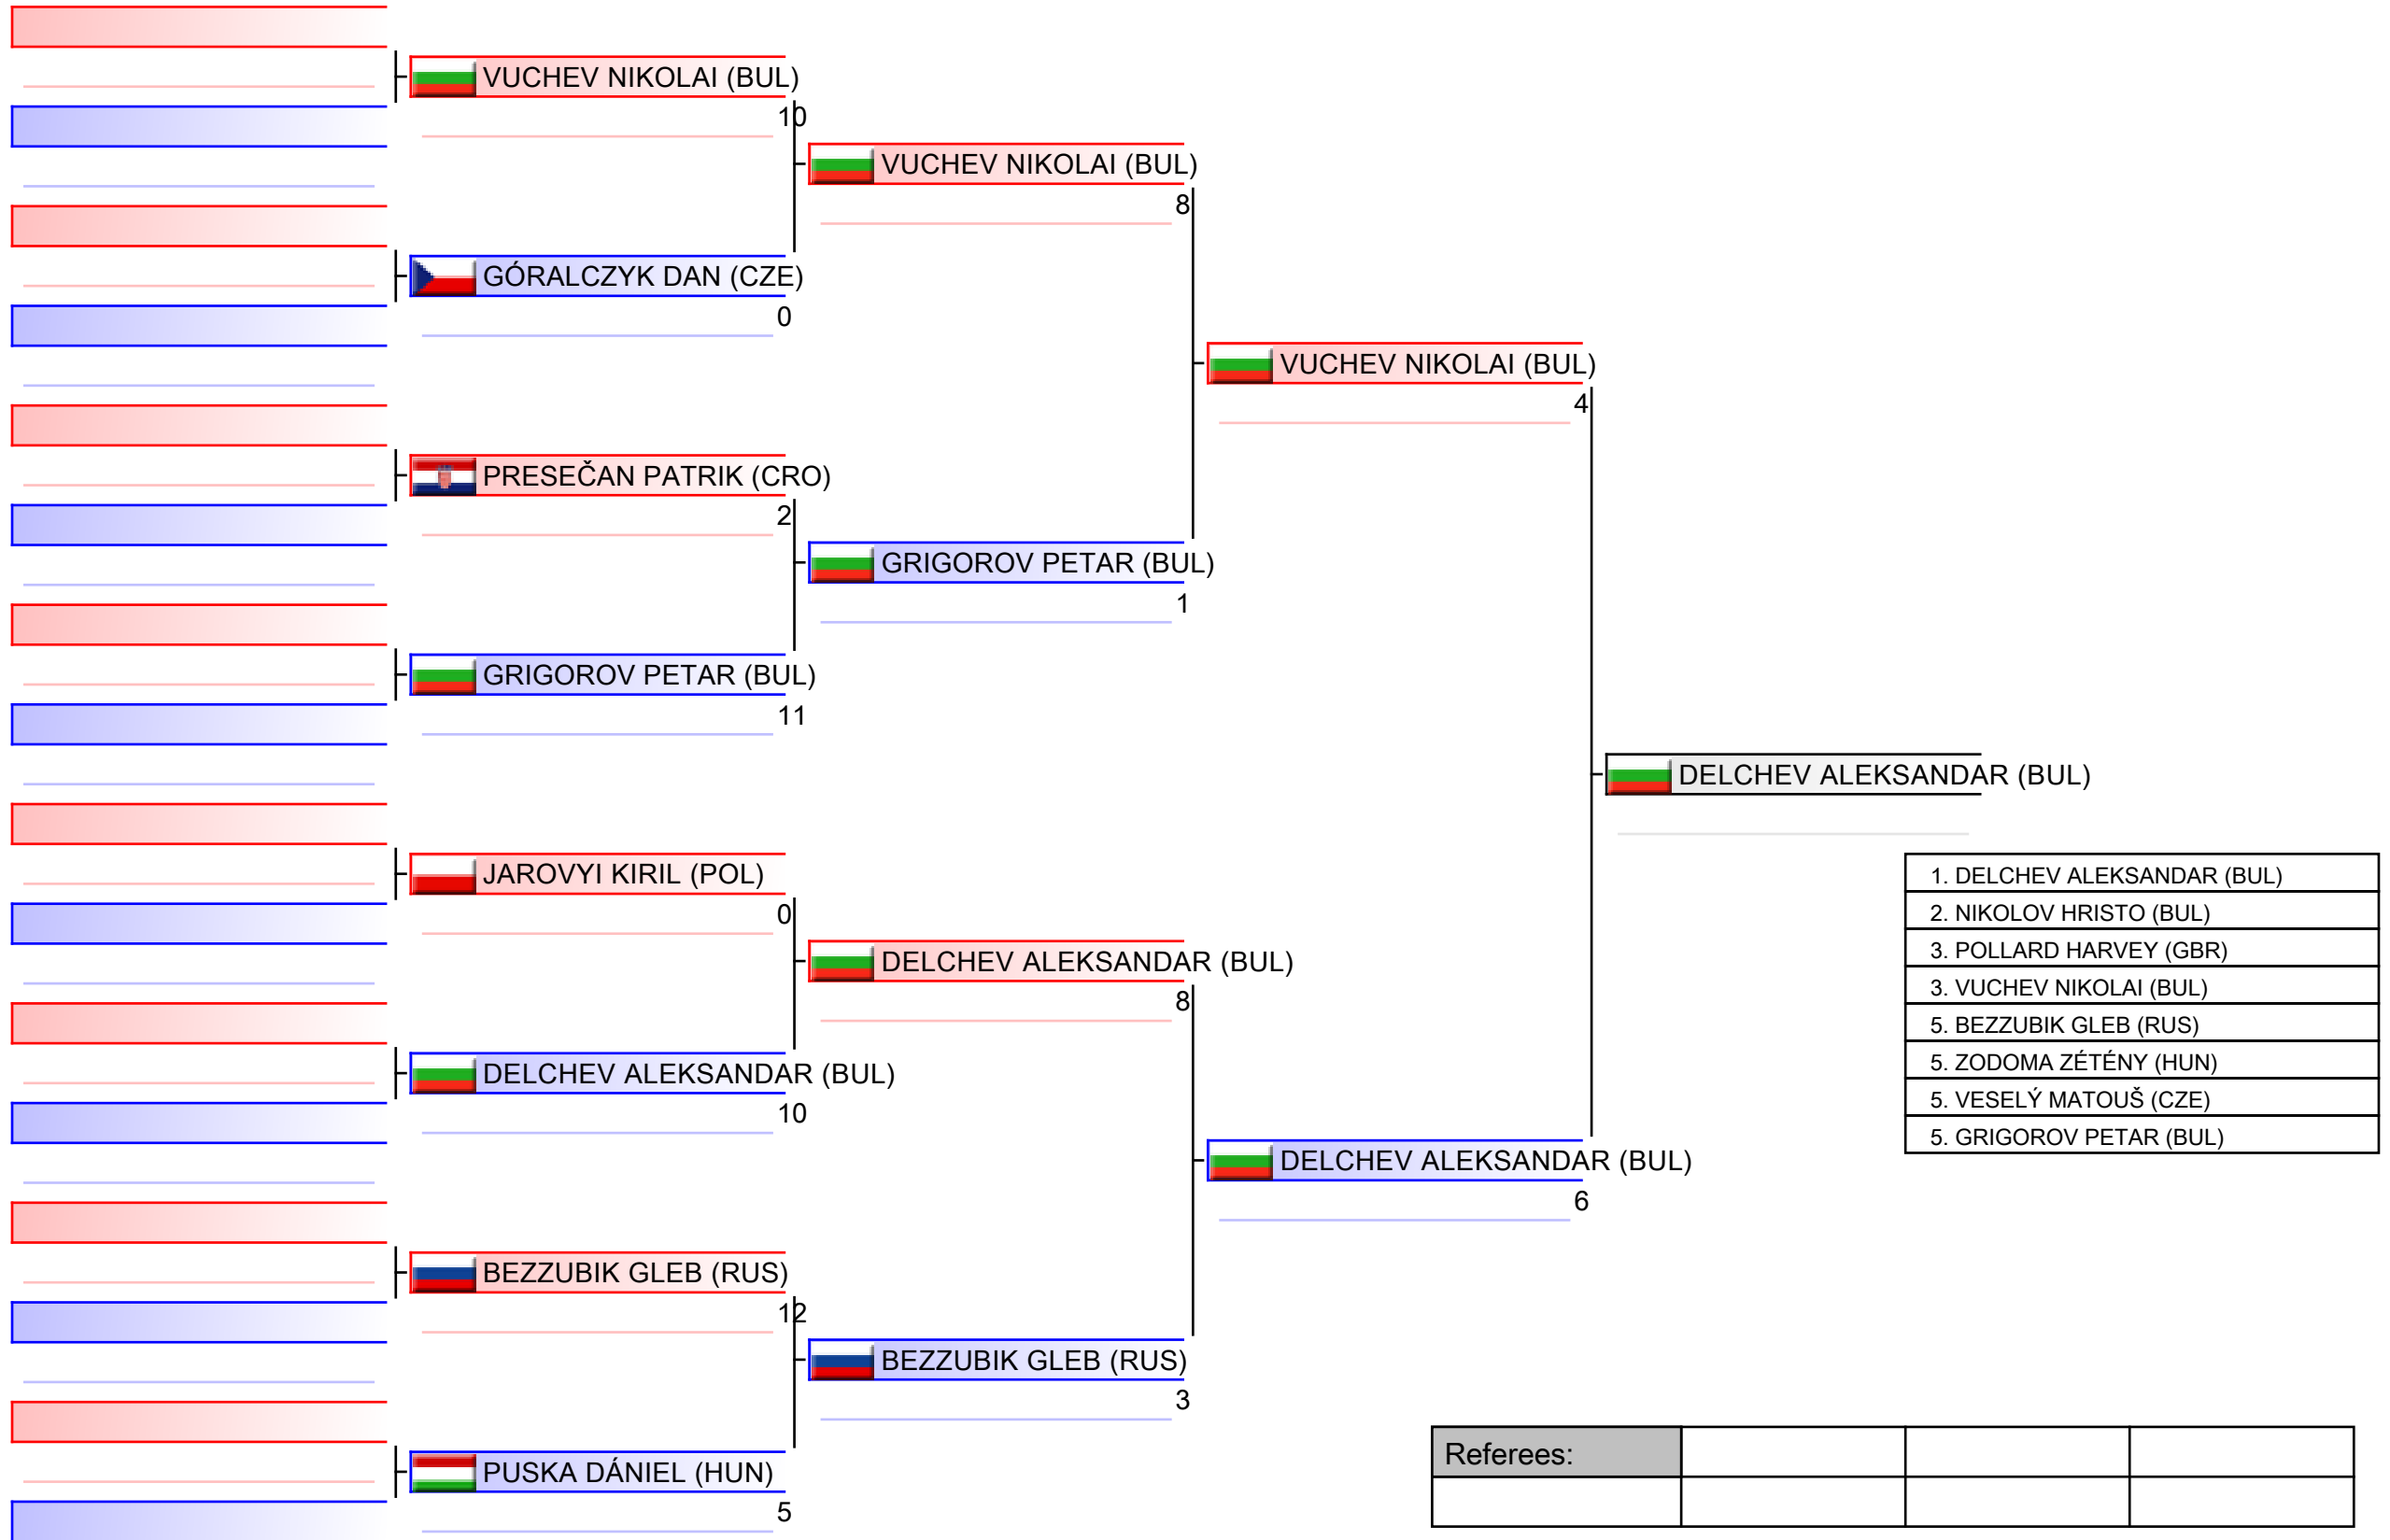 VUCHEV NIKOLAI (BUL)
10
GÓRALCZYK DAN (CZE)
0
PRESEČAN PATRIK (CRO)
2
GRIGOROV PETAR (BUL)
11
JAROVYI KIRIL (POL)
0
DELCHEV ALEKSANDAR (BUL)
10
BEZZUBIK GLEB (RUS)
12
PUSKA DÁNIEL (HUN)
5
VUCHEV NIKOLAI (BUL)
8
GRIGOROV PETAR (BUL)
1
DELCHEV ALEKSANDAR (BUL)
8
BEZZUBIK GLEB (RUS)
3
VUCHEV NIKOLAI (BUL)
4
DELCHEV ALEKSANDAR (BUL)
6
DELCHEV ALEKSANDAR (BUL)
1. DELCHEV ALEKSANDAR (BUL)
2. NIKOLOV HRISTO (BUL)
3. POLLARD HARVEY (GBR)
3. VUCHEV NIKOLAI (BUL)
5. BEZZUBIK GLEB (RUS)
5. ZODOMA ZÉTÉNY (HUN)
5. VESELÝ MATOUŠ (CZE)
5. GRIGOROV PETAR (BUL)
Referees: